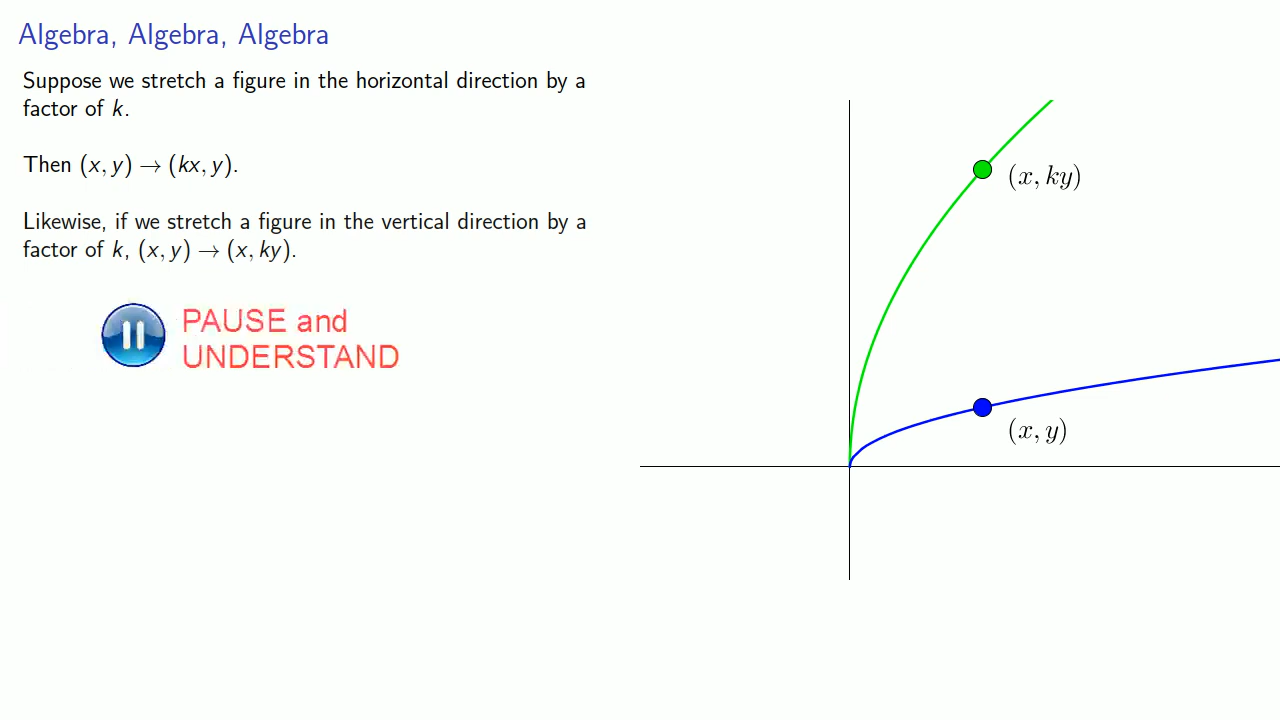 Algebra, Algebra, Algebra
Suppose we stretch a figure in the horizontal direction by a
factor of k.
Then (x, y) → (kx, y).
Likewise, if we stretch a figure in the vertical direction by a
factor of k, (x, y) → (x, ky).
PAUSE and
UNDERSTAND
(x, ky)
(x, y)